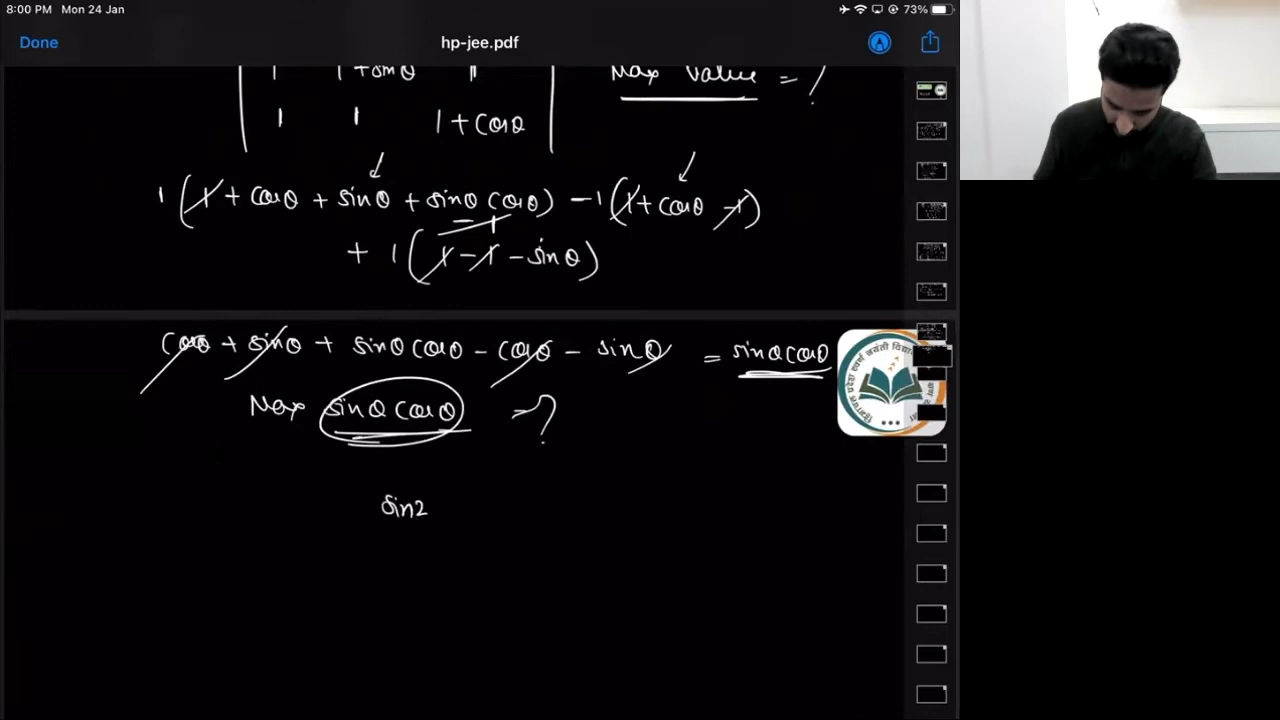 8:00 PM Mon 24 Jan
73%
Done
hp-jee.pdf
1 1 + sinθ 1
Max value = ?
1 1 1 + cosθ
1 (1 + cosθ + sinθ + sinθ cosθ) - 1 (1 + cosθ - 1)
+ 1 (1 - 1 - sinθ)
cosθ + sinθ + sinθ cosθ - cosθ - sinθ = sinθ cosθ
Max sinθ cosθ = ?
sin2